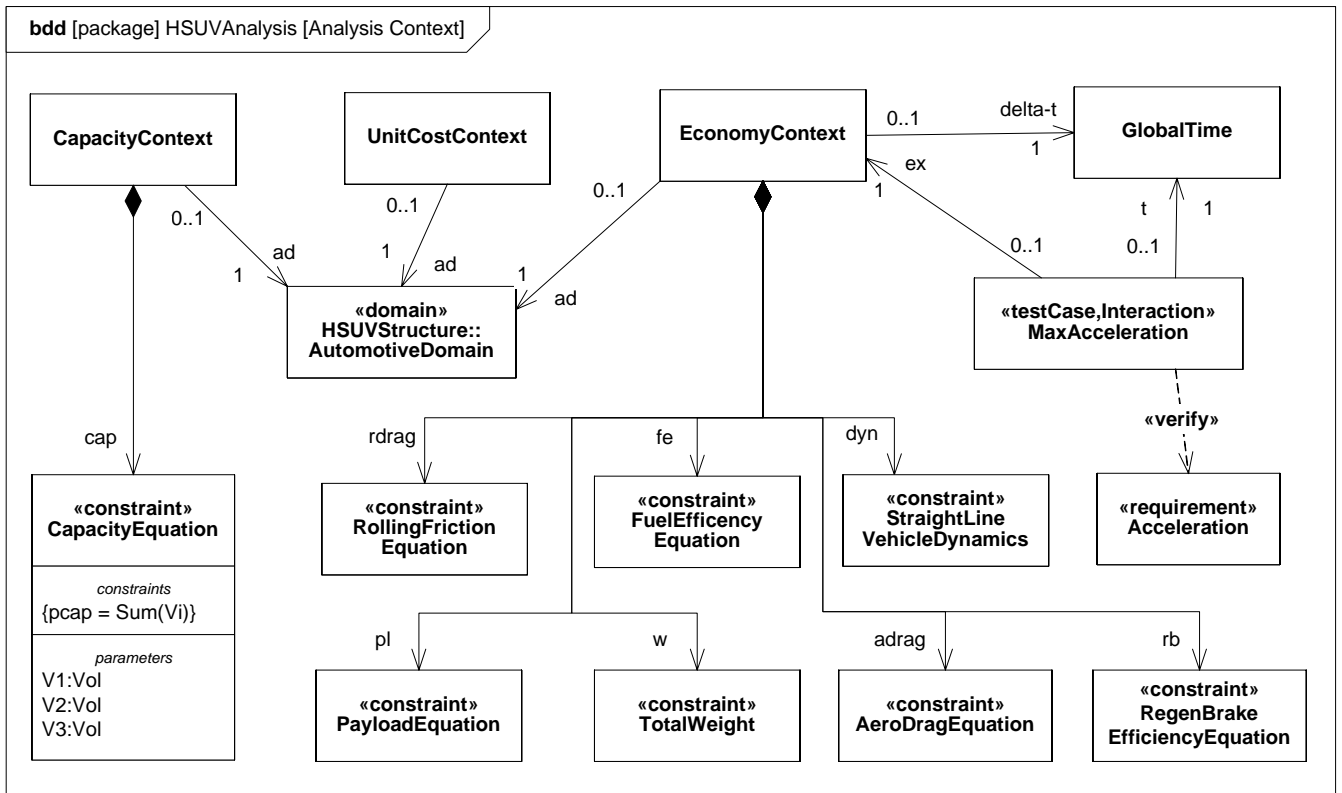 bdd [package] HSUVAnalysis [Analysis Context]
CapacityContext
UnitCostContext
EconomyContext
GlobalTime
0..1
delta-t
1
ex
1
0..1
0..1
0..1
t
1
0..1
0..1
ad
1
1
ad
1
ad
«domain»
HSUVStructure::
AutomotiveDomain
«testCase,Interaction»
MaxAcceleration
«verify»
cap
rdrag
fe
dyn
«constraint»
CapacityEquation
constraints
{pcap = Sum(Vi)}
parameters
V1:Vol
V2:Vol
V3:Vol
«constraint»
RollingFriction
Equation
«constraint»
FuelEfficency
Equation
«constraint»
StraightLine
VehicleDynamics
«requirement»
Acceleration
pl
w
adrag
rb
«constraint»
PayloadEquation
«constraint»
TotalWeight
«constraint»
AeroDragEquation
«constraint»
RegenBrake
EfficiencyEquation